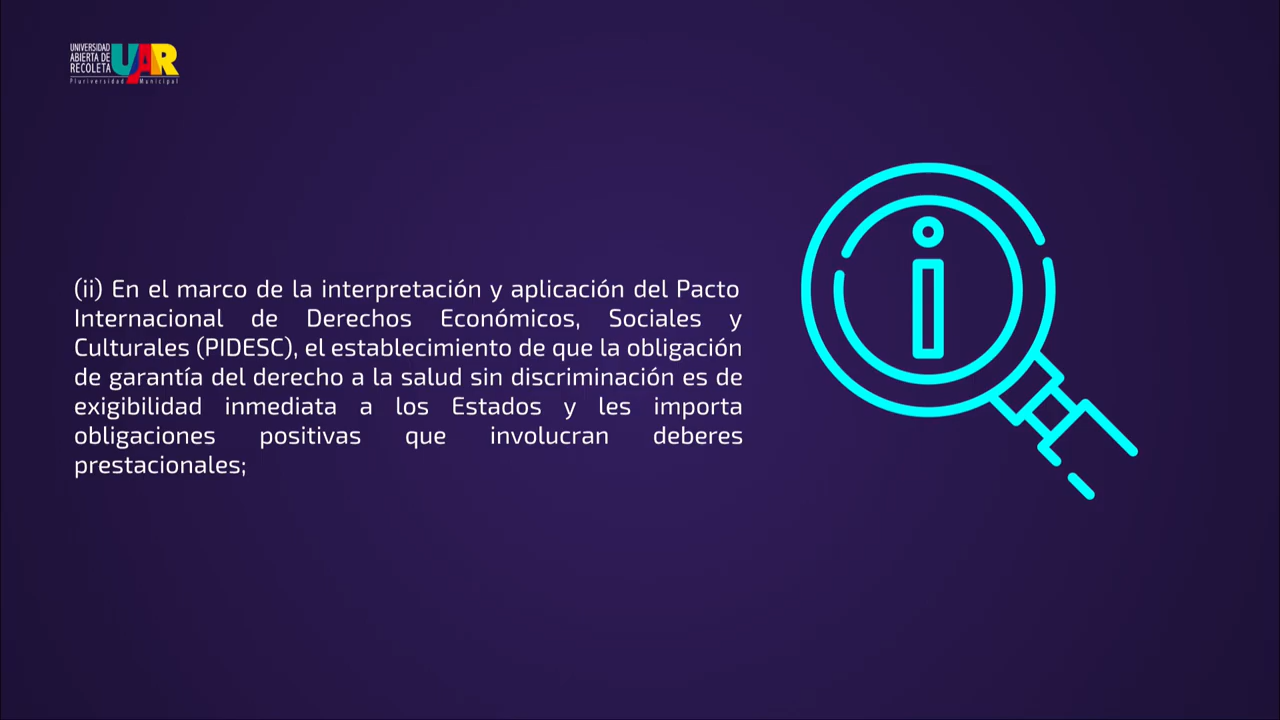 UNIVERSIDAD
ABIERTA DE
RECOLETA
UAR
Pluriversidad Municipal
(ii) En el marco de la interpretación y aplicación del Pacto
Internacional de Derechos Económicos, Sociales y
Culturales (PIDESC), el establecimiento de que la obligación
de garantía del derecho a la salud sin discriminación es de
exigibilidad inmediata a los Estados y les importa
obligaciones positivas que involucran deberes
prestacionales;